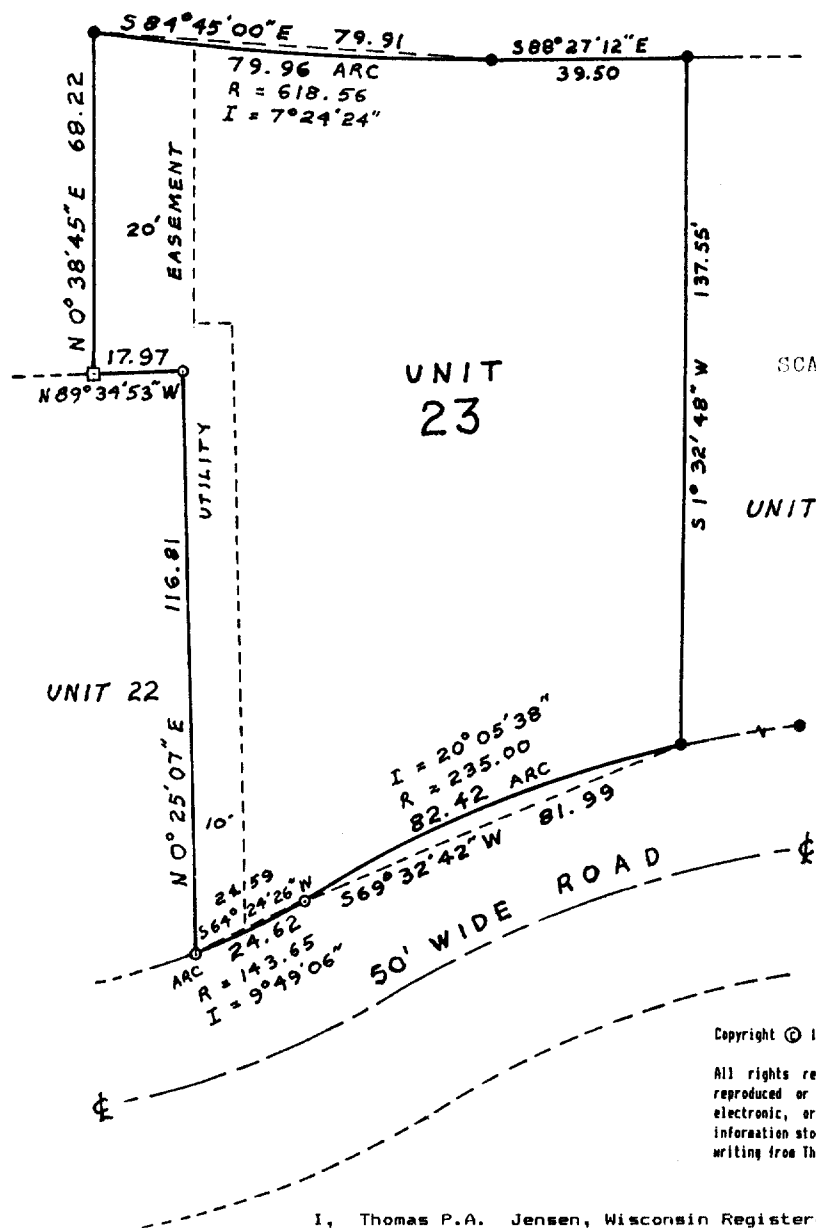 S 84°45'00" E 79.91
S 88°27'12" E
79.96 ARC
39.50
R = 618.56
I = 7°24'24"
N 0°38'45" E 68.22
20'
EASEMENT
137.55'
S 1°32'48" W
17.97
N 89°34'53" W
UNIT
23
SCA
UTILITY
UNIT
116.81
N 0°25'07" E
UNIT 22
10'
I = 20°05'38"
R = 235.00
82.42 ARC
81.99
S69°32'42" W
24.59
S64°24'26" W
24.62
ARC
R = 143.65
I = 9°49'06"
50' WIDE ROAD
℄
℄
Copyright © 1
All rights re
reproduced or
electronic, or
information sto
writing from Th
I, Thomas P.A. Jensen, Wisconsin Register